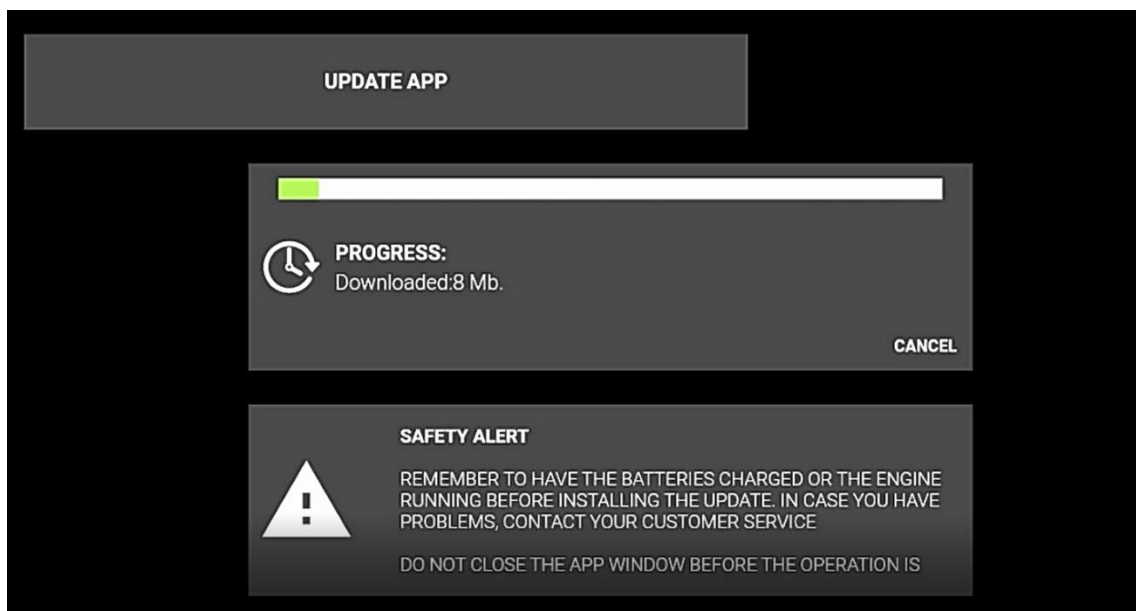 UPDATE APP
PROGRESS:
Downloaded:8 Mb.
CANCEL
SAFETY ALERT
REMEMBER TO HAVE THE BATTERIES CHARGED OR THE ENGINE
RUNNING BEFORE INSTALLING THE UPDATE. IN CASE YOU HAVE
PROBLEMS, CONTACT YOUR CUSTOMER SERVICE
DO NOT CLOSE THE APP WINDOW BEFORE THE OPERATION IS